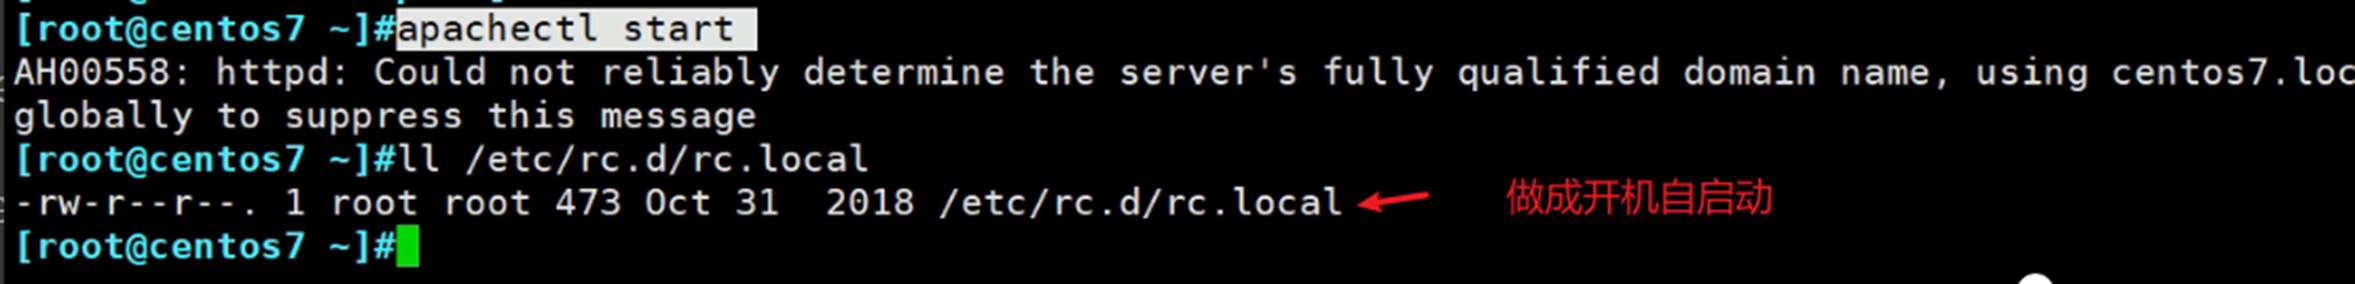 [root@centos7 ~]#apachectl start
AH00558: httpd: Could not reliably determine the server's fully qualified domain name, using centos7.loc
globally to suppress this message
[root@centos7 ~]#ll /etc/rc.d/rc.local
-rw-r--r--. 1 root root 473 Oct 31  2018 /etc/rc.d/rc.local 做成开机自启动
[root@centos7 ~]#